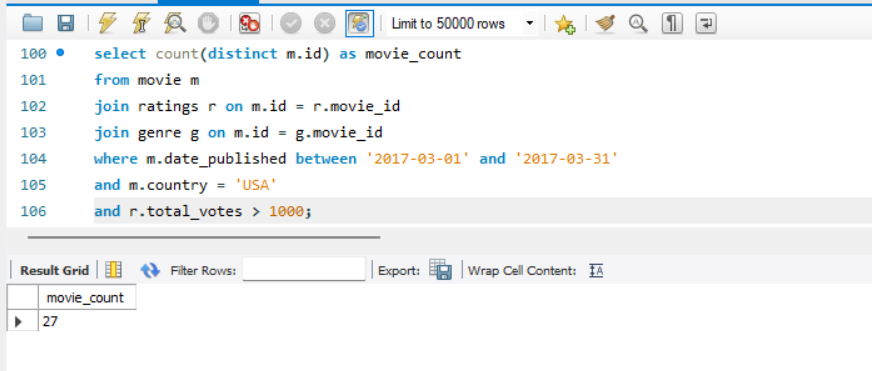 Limit to 50000 rows
100 select count(distinct m.id) as movie_count
101 from movie m
102 join ratings r on m.id = r.movie_id
103 join genre g on m.id = g.movie_id
104 where m.date_published between '2017-03-01' and '2017-03-31'
105 and m.country = 'USA'
106 and r.total_votes > 1000;
Result Grid Filter Rows: Export: Wrap Cell Content: IA
movie_count
27